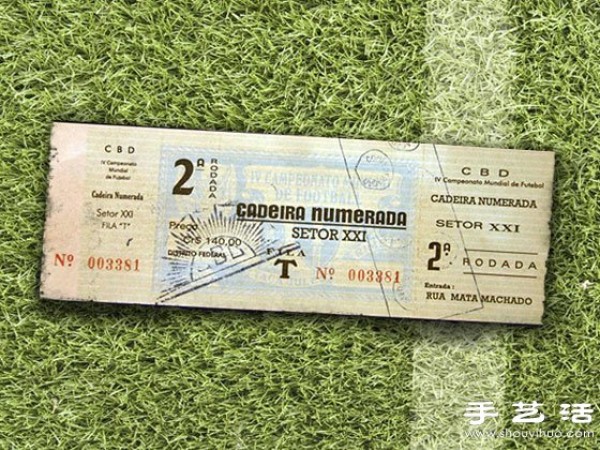 CBD
IV Campeonato
Mundial
de Futebol
Cadeira Numerada
Setor XXI
FILA "T"
Nº 003381
2ª
RODADA
IV CAMPEONATO
DE FOOTBAL
CADEIRA NUMERADA
SETOR XXI
Preço
Cr$ 140,00
DISTRITO FEDERAL
FILA
T
Nº 003381
CBD
IV Campeonato Mundial de Futebol
CADEIRA NUMERADA
SETOR XXI
2ª RODADA
Entrada:
RUA MATA MACHADO
手艺活
www.shouyihuo.com